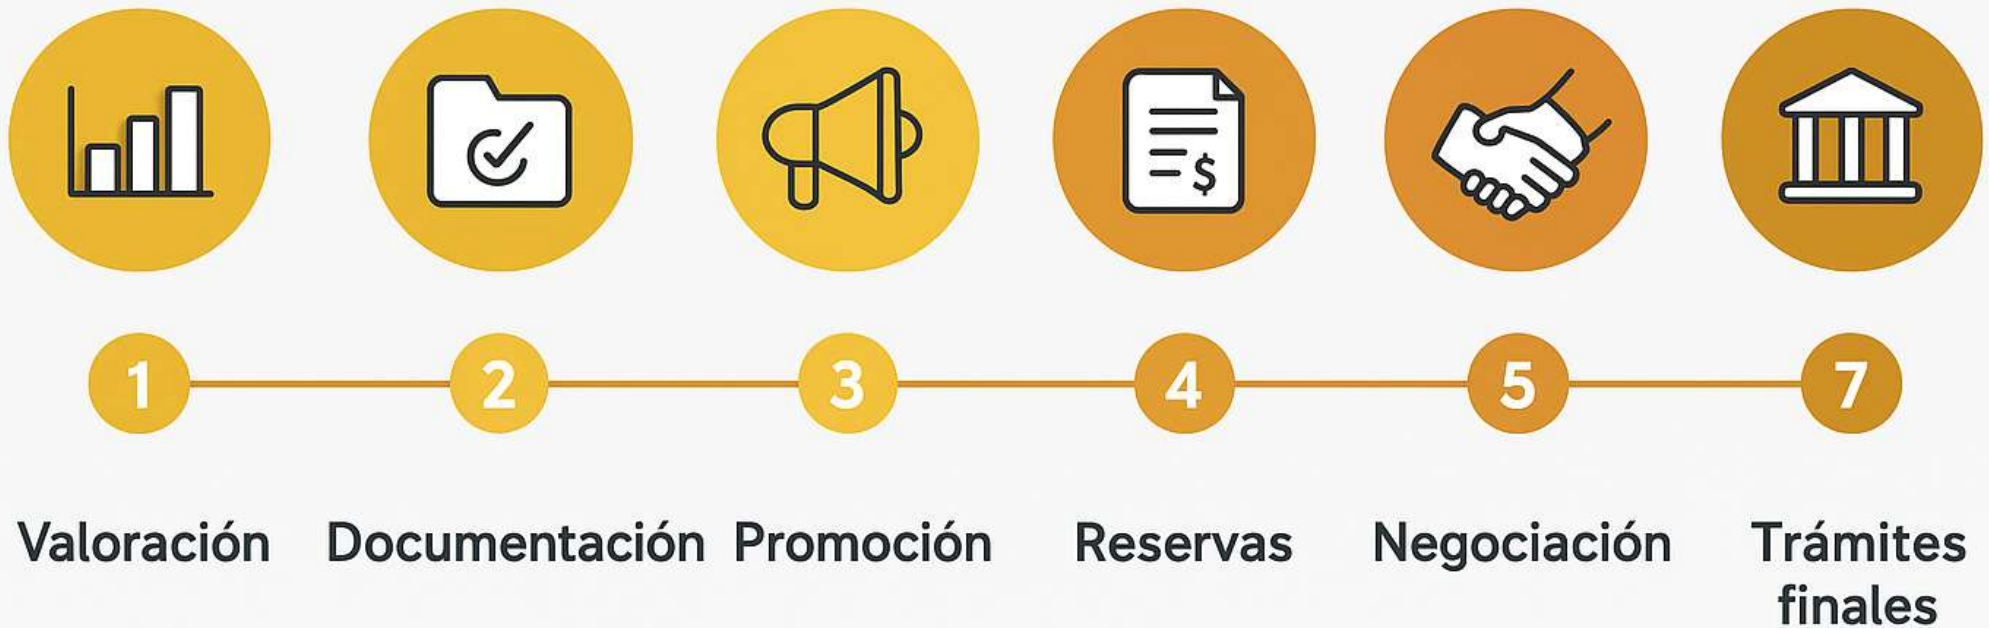 $
1 2 3 4 5 7
Valoración Documentación Promoción Reservas Negociación Trámites
finales